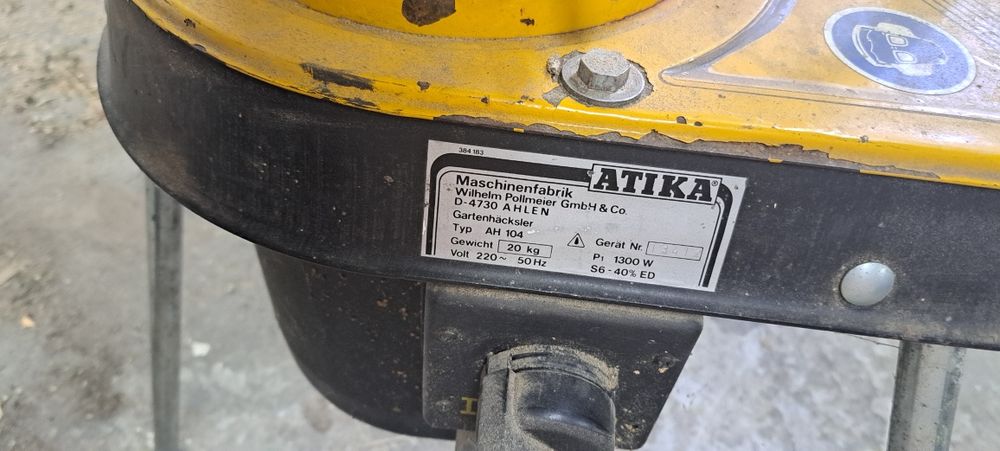 384.183
ATIKA®
Maschinenfabrik
Wilhelm Pollmeier GmbH & Co.
D-4730 AHLEN
Gartenhäcksler
Typ AH 104
Gewicht 20 kg
Volt 220~ 50 Hz
Gerät Nr.
P1 1300 W
S6-40% ED
I